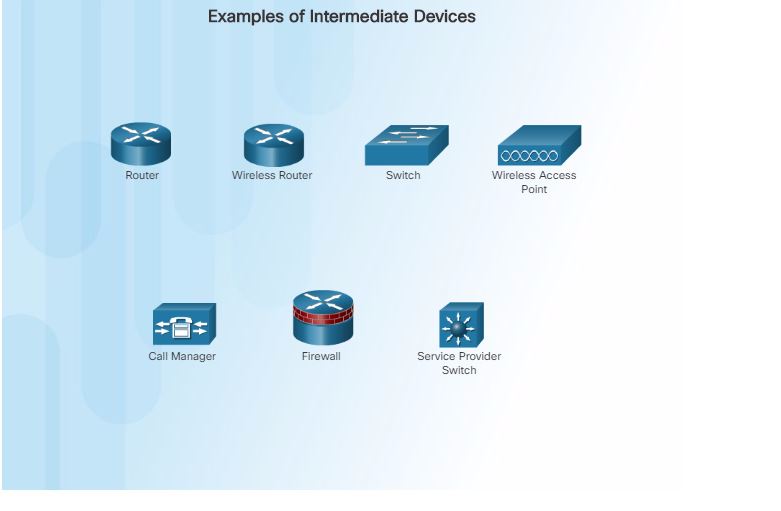 Examples of Intermediate Devices
Router
Wireless Router
Switch
Wireless Access
Point
Call Manager
Firewall
Service Provider
Switch